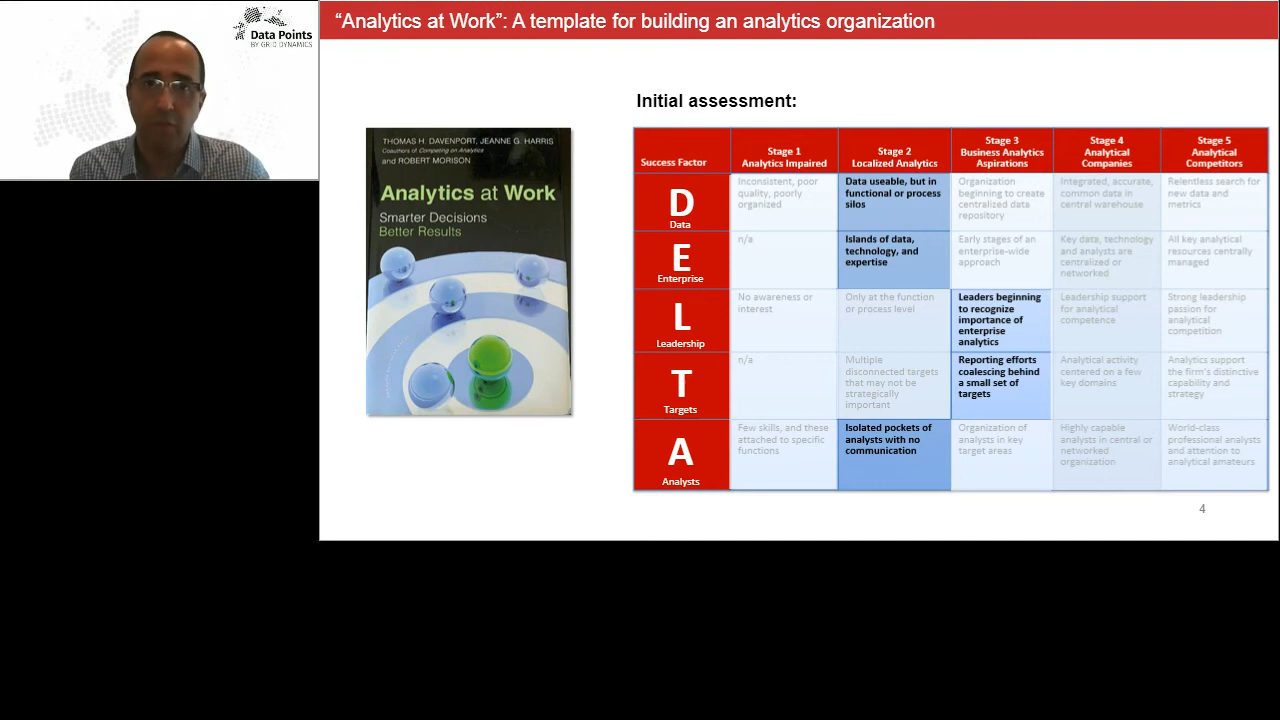 Data Points
BY GRID DYNAMICS
“Analytics at Work”: A template for building an analytics organization
THOMAS H. DAVENPORT, JEANNE G. HARRIS
Coauthors of Competing on Analytics
and ROBERT MORISON
Analytics at Work
Smarter Decisions
Better Results
Initial assessment:
Success Factor
Stage 1
Analytics Impaired
Stage 2
Localized Analytics
Stage 3
Business Analytics
Aspirations
Stage 4
Analytical
Companies
Stage 5
Analytical
Competitors
D
Data
Inconsistent, poor
quality, poorly
organized
Data useable, but in
functional or process
silos
Organization
beginning to create
centralized data
repository
Integrated, accurate,
common data in
central warehouse
Relentless search for
new data and
metrics
E
Enterprise
n/a
Islands of data,
technology, and
expertise
Early stages of an
enterprise-wide
approach
Key data, technology
and analysts are
centralized or
networked
All key analytical
resources centrally
managed
L
Leadership
No awareness or
interest
Only at the function
or process level
Leaders beginning
to recognize
importance of
enterprise
analytics
Leadership support
for analytical
competence
Strong leadership
passion for
analytical
competition
T
Targets
n/a
Multiple
disconnected targets
that may not be
strategically
important
Reporting efforts
coalescing behind
a small set of
targets
Analytical activity
centered on a few
key domains
Analytics support
the firm's distinctive
capability and
strategy
A
Analysts
Few skills, and these
attached to specific
functions
Isolated pockets of
analysts with no
communication
Organization of
analysts in key
target areas
Highly capable
analysts in central or
networked
organization
World-class
professional analysts
and attention to
analytical amateurs
4